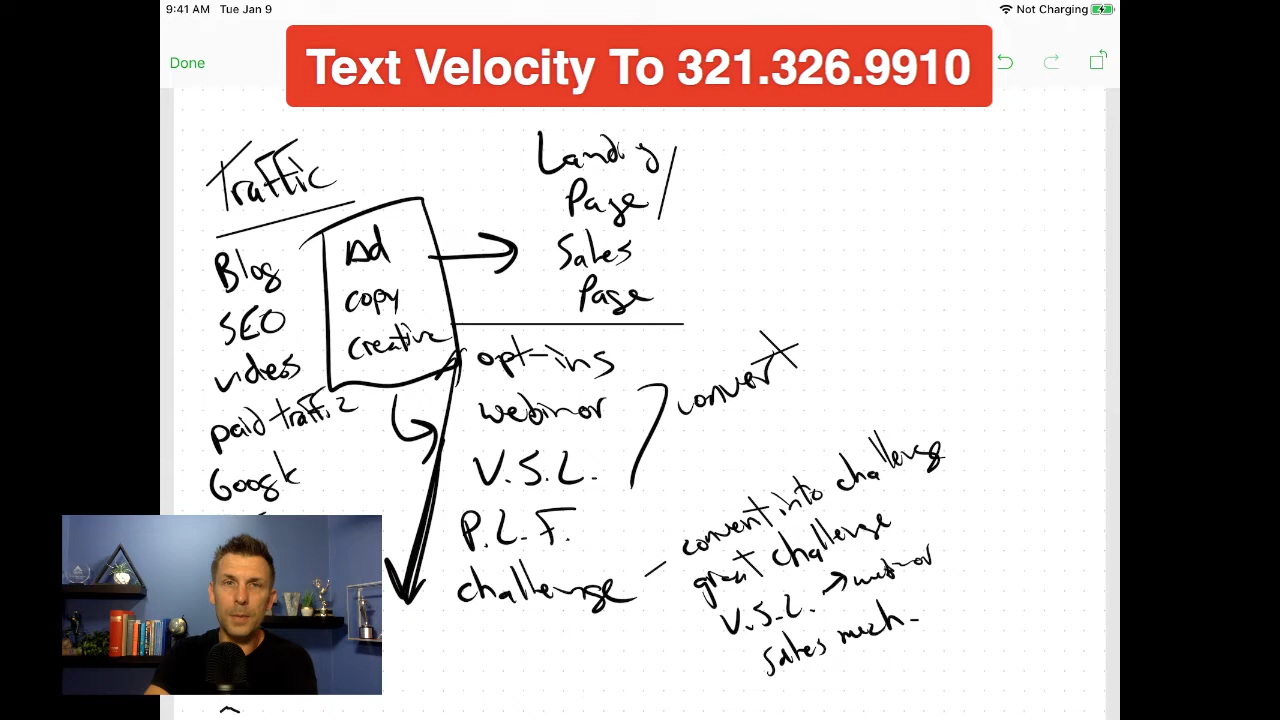 9:41 AM Tue Jan 9
Not Charging
Done
Text Velocity To 321.326.9910
Traffic
Blog
SEO
videos
paid traffic
Google
Ad
copy
creative
Landing
Page
Sales
Page
opt-ins
webinar
V.S.L.
P.L.F.
challenge
convert
convert into challenge
great challenge
V.S.L. → webinar
sales mech.